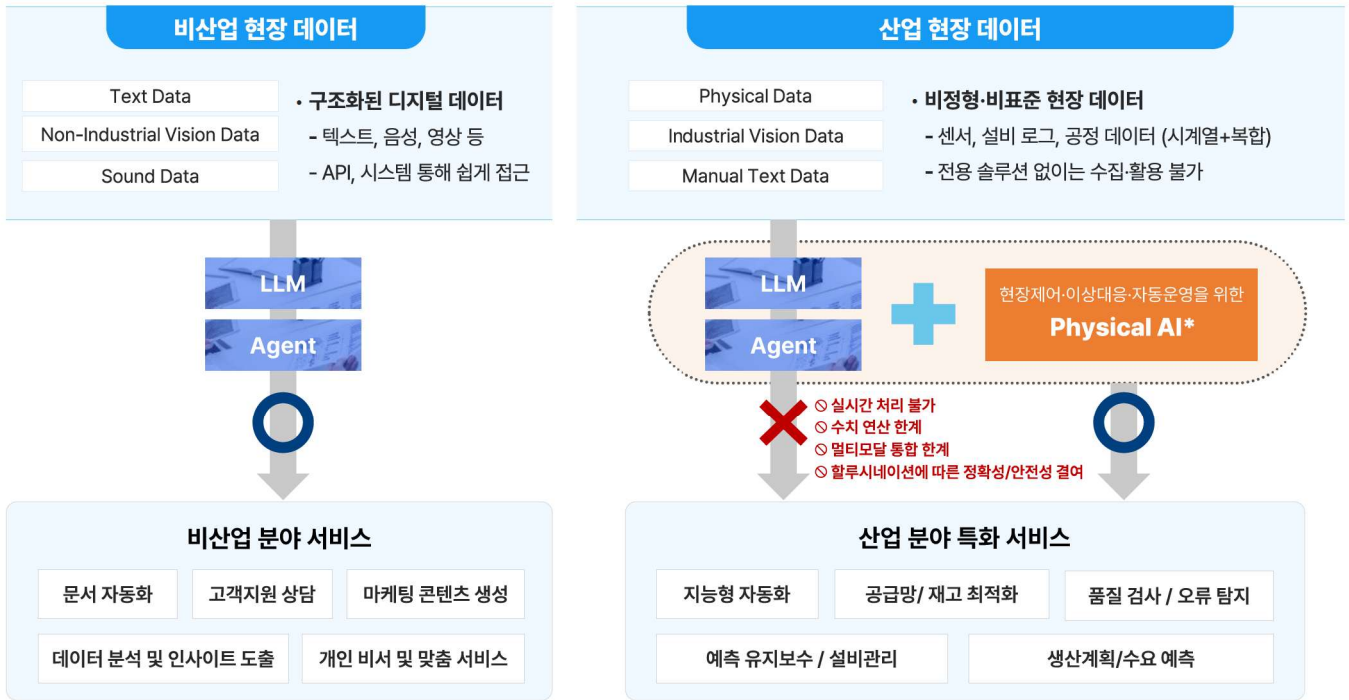 비산업 현장 데이터
Text Data
Non-Industrial Vision Data
Sound Data
• 구조화된 디지털 데이터
- 텍스트, 음성, 영상 등
- API, 시스템 통해 쉽게 접근
LLM
Agent
비산업 분야 서비스
문서 자동화
고객지원 상담
마케팅 콘텐츠 생성
데이터 분석 및 인사이트 도출
개인 비서 및 맞춤 서비스
산업 현장 데이터
Physical Data
Industrial Vision Data
Manual Text Data
• 비정형·비표준 현장 데이터
- 센서, 설비 로그, 공정 데이터 (시계열+복합)
- 전용 솔루션 없이는 수집·활용 불가
LLM
Agent
현장제어·이상대응·자동운영을 위한
Physical AI*
실시간 처리 불가
수치 연산 한계
멀티모달 통합 한계
할루시네이션에 따른 정확성/안전성 결여
산업 분야 특화 서비스
지능형 자동화
공급망/ 재고 최적화
품질 검사 / 오류 탐지
예측 유지보수 / 설비관리
생산계획/수요 예측